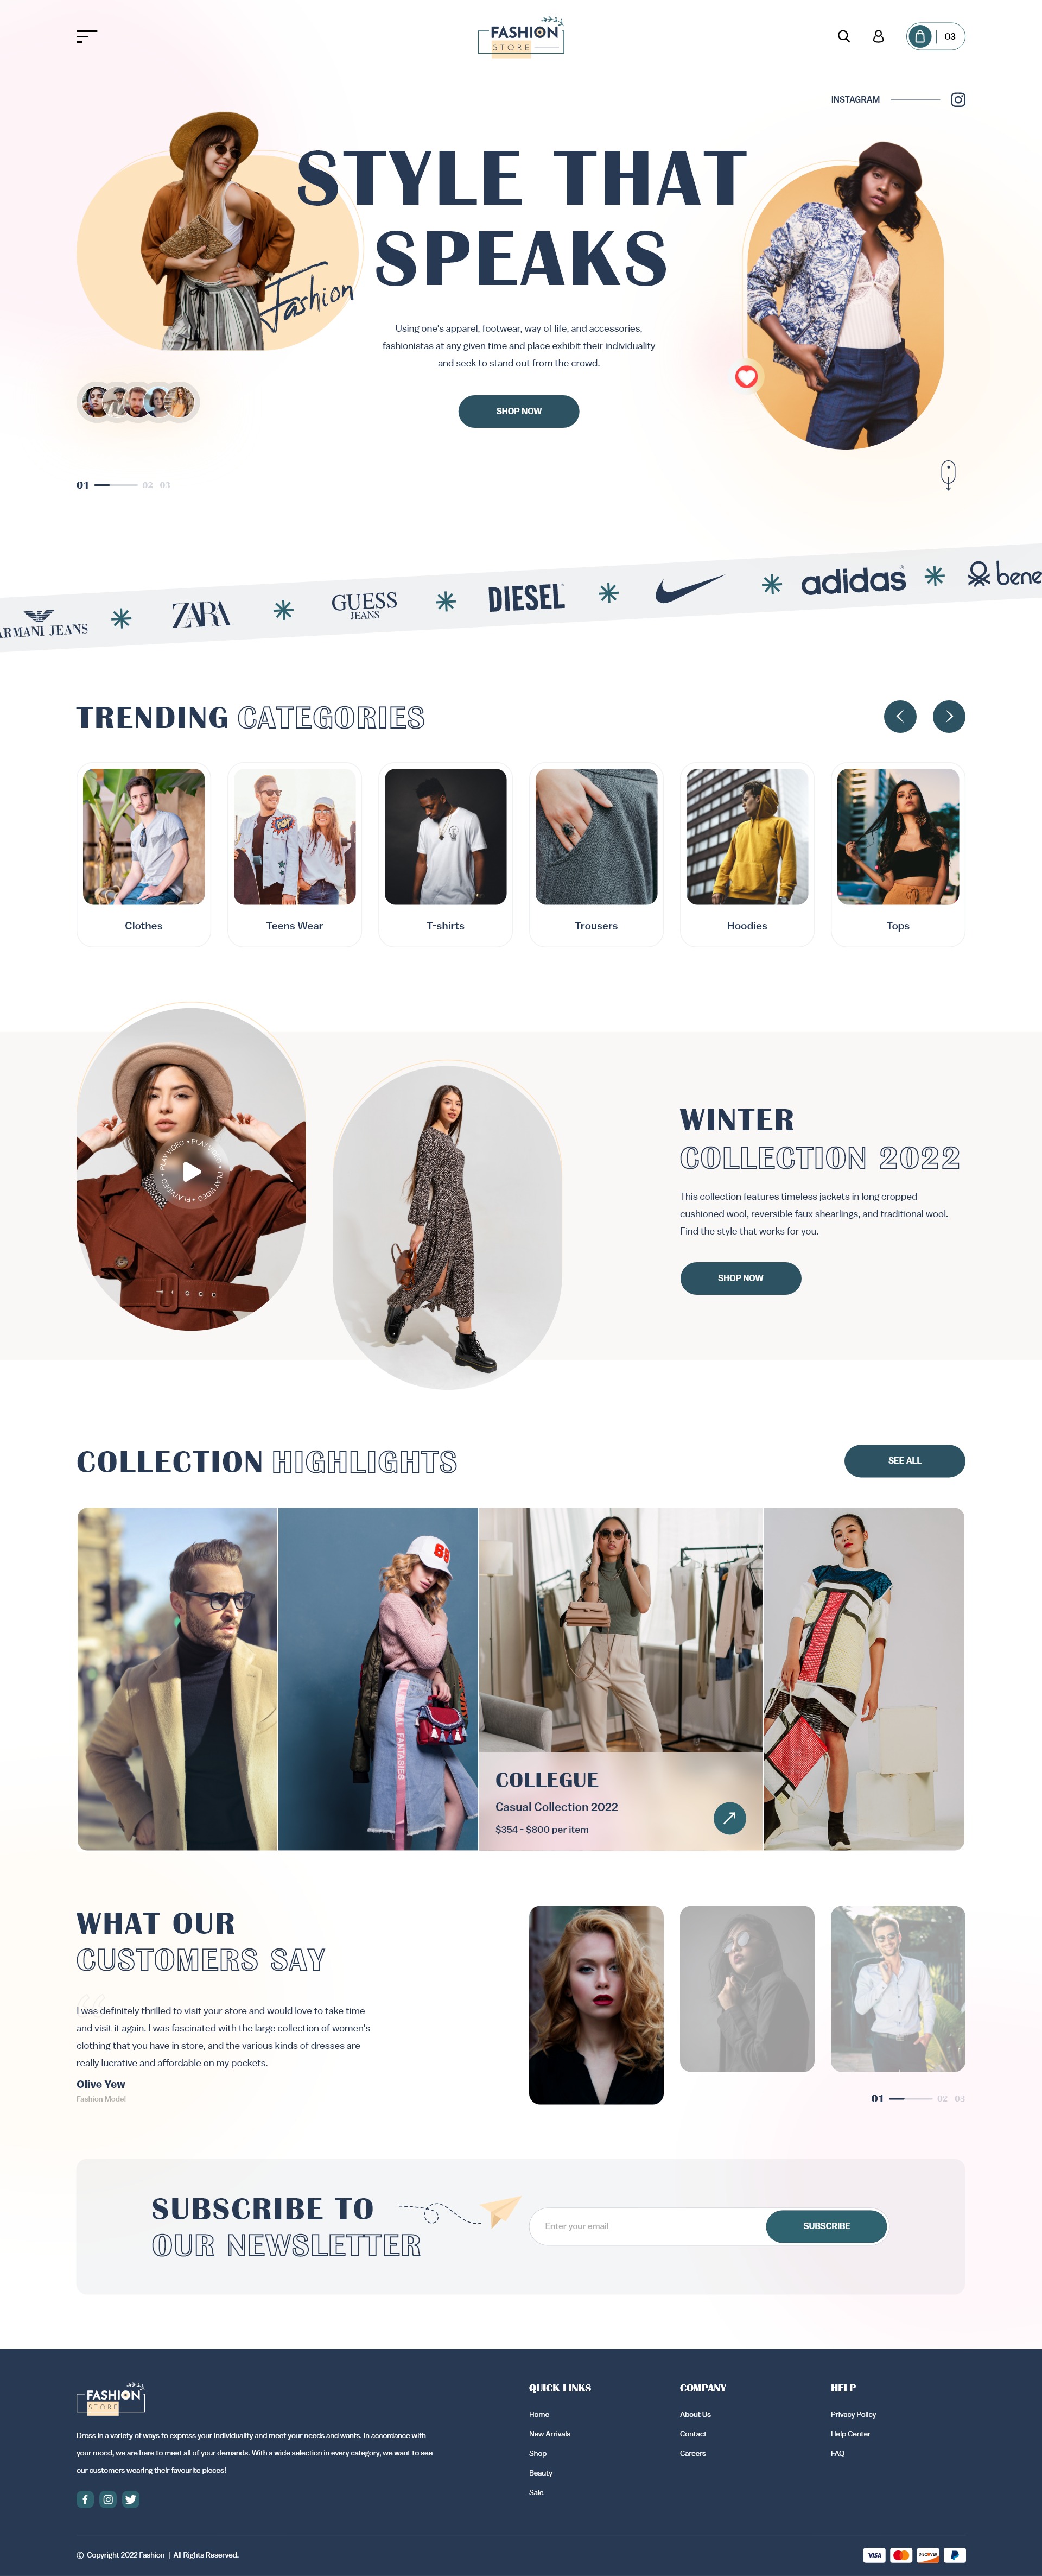 FASHION
STORE
03
INSTAGRAM
STYLE THAT
SPEAKS
Fashion
Using one's apparel, footwear, way of life, and accessories,
fashionistas at any given time and place exhibit their individuality
and seek to stand out from the crowd.
SHOP NOW
01 02 03
ARMANI JEANS
ZARA
GUESS
JEANS
DIESEL
adidas
bene
TRENDING CATEGORIES
POW
Clothes
Teens Wear
T-shirts
Trousers
Hoodies
Tops
PLAY VIDEO • PLAY VIDEO • PLAY VIDEO • PLAYVIDEO •
WINTER
COLLECTION 2022
This collection features timeless jackets in long cropped
cushioned wool, reversible faux shearlings, and traditional wool.
Find the style that works for you.
SHOP NOW
COLLECTION HIGHLIGHTS
SEE ALL
FANTASIES
COLLEGUE
Casual Collection 2022
$354 - $800 per item
WHAT OUR
CUSTOMERS SAY
I was definitely thrilled to visit your store and would love to take time
and visit it again. I was fascinated with the large collection of women's
clothing that you have in store, and the various kinds of dresses are
really lucrative and affordable on my pockets.
Olive Yew
Fashion Model
01 02 03
SUBSCRIBE TO
OUR NEWSLETTER
Enter your email
SUBSCRIBE
FASHION
STORE
Dress in a variety of ways to express your individuality and meet your needs and wants. In accordance with
your mood, we are here to meet all of your demands. With a wide selection in every category, we want to see
our customers wearing their favourite pieces!
QUICK LINKS
Home
New Arrivals
Shop
Beauty
Sale
COMPANY
About Us
Contact
Careers
HELP
Privacy Policy
Help Center
FAQ
© Copyright 2022 Fashion | All Rights Reserved.
VISA
DISCOVER